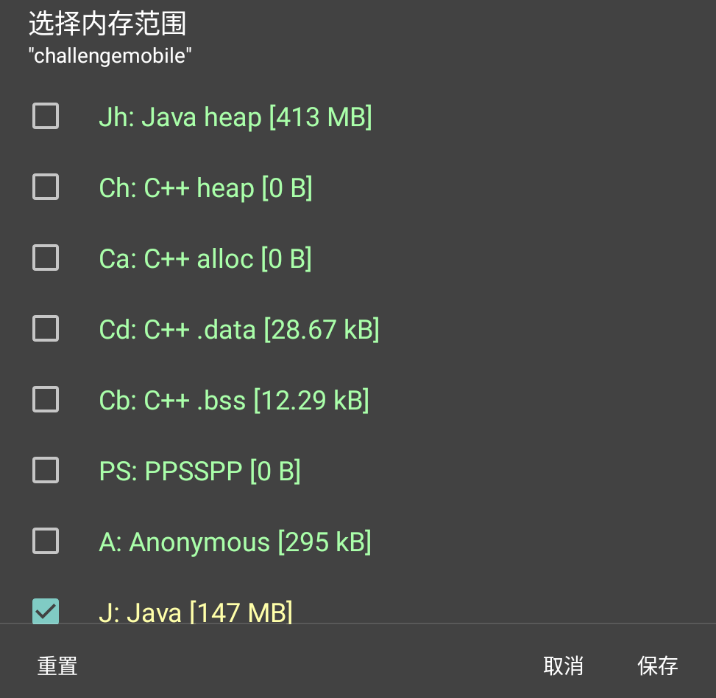 选择内存范围
"challengemobile"
Jh: Java heap [413 MB]
Ch: C++ heap [0 B]
Ca: C++ alloc [0 B]
Cd: C++ .data [28.67 kB]
Cb: C++ .bss [12.29 kB]
PS: PPSSPP [0 B]
A: Anonymous [295 kB]
J: Java [147 MB]
重置 取消 保存